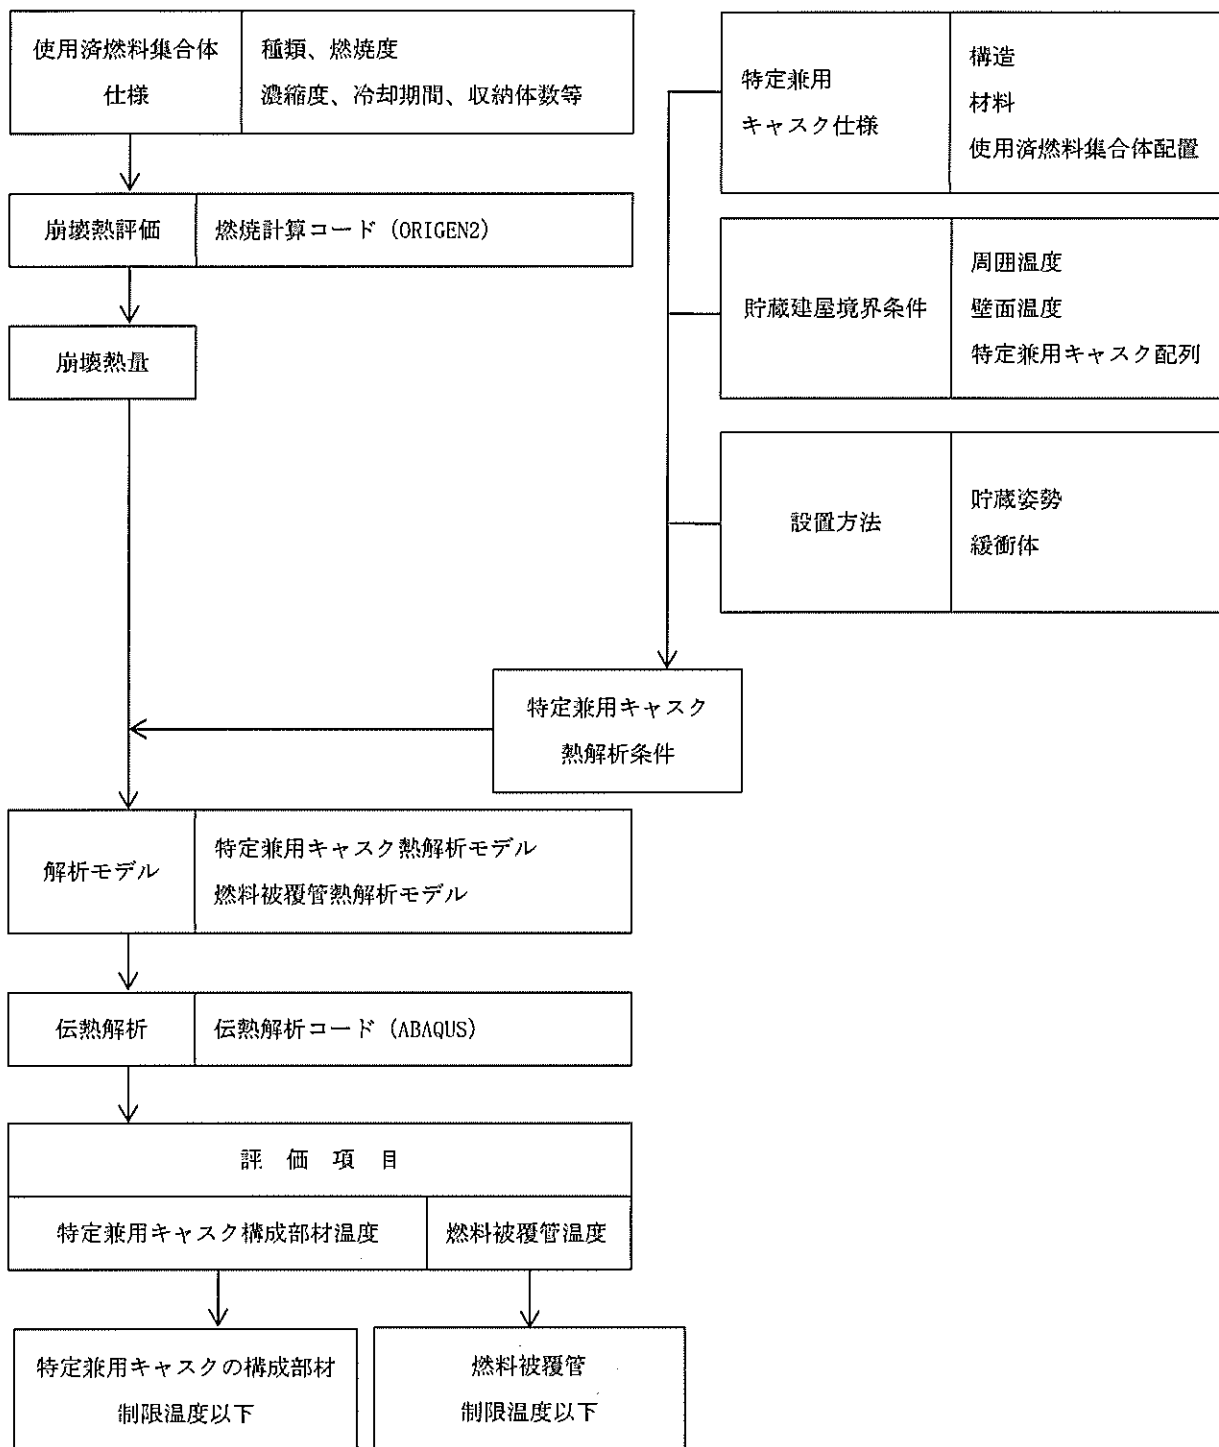 使用済燃料集合体
仕様
種類、燃焼度
濃縮度、冷却期間、収納体数等
特定兼用
キャスク仕様
構造
材料
使用済燃料集合体配置
崩壊熱評価
燃焼計算コード (ORIGEN2)
貯蔵建屋境界条件
周囲温度
壁面温度
特定兼用キャスク配列
崩壊熱量
設置方法
貯蔵姿勢
緩衝体
特定兼用キャスク
熱解析条件
解析モデル
特定兼用キャスク熱解析モデル
燃料被覆管熱解析モデル
伝熱解析
伝熱解析コード (ABAQUS)
評 価 項 目
特定兼用キャスク構成部材温度
燃料被覆管温度
特定兼用キャスクの構成部材
制限温度以下
燃料被覆管
制限温度以下